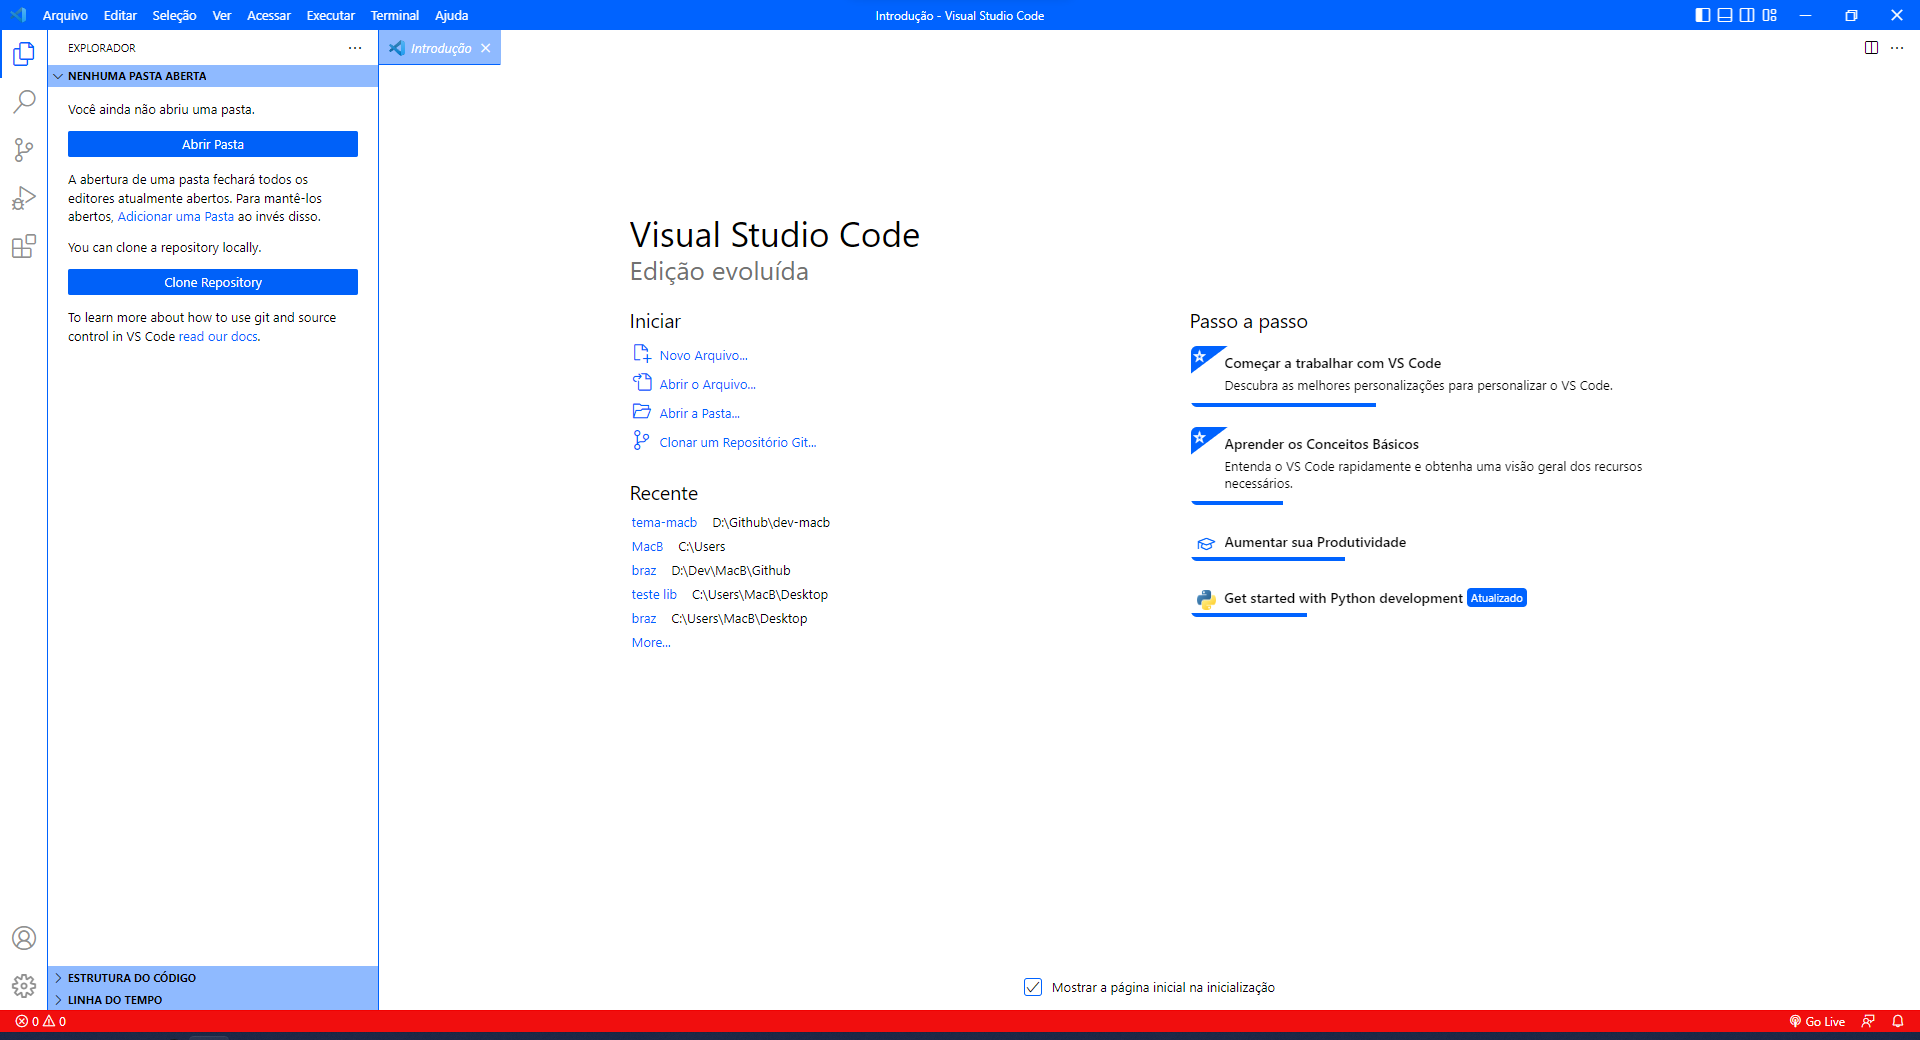 Arquivo Editar Seleção Ver Acessar Executar Terminal Ajuda
Introdução - Visual Studio Code
EXPLORADOR
Introdução
NENHUMA PASTA ABERTA
Você ainda não abriu uma pasta.
Abrir Pasta
A abertura de uma pasta fechará todos os
editores atualmente abertos. Para mantê-los
abertos, Adicionar uma Pasta ao invés disso.
You can clone a repository locally.
Clone Repository
To learn more about how to use git and source
control in VS Code read our docs.
ESTRUTURA DO CÓDIGO
LINHA DO TEMPO
Visual Studio Code
Edição evoluída
Iniciar
Novo Arquivo...
Abrir o Arquivo...
Abrir a Pasta...
Clonar um Repositório Git...
Recente
tema-macb D:\Github\dev-macb
MacB C:\Users
braz D:\Dev\MacB\Github
teste lib C:\Users\MacB\Desktop
braz C:\Users\MacB\Desktop
More...
Passo a passo
Começar a trabalhar com VS Code
Descubra as melhores personalizações para personalizar o VS Code.
Aprender os Conceitos Básicos
Entenda o VS Code rapidamente e obtenha uma visão geral dos recursos
necessários.
Aumentar sua Produtividade
Get started with Python development Atualizado
Mostrar a página inicial na inicialização
0 0
Go Live